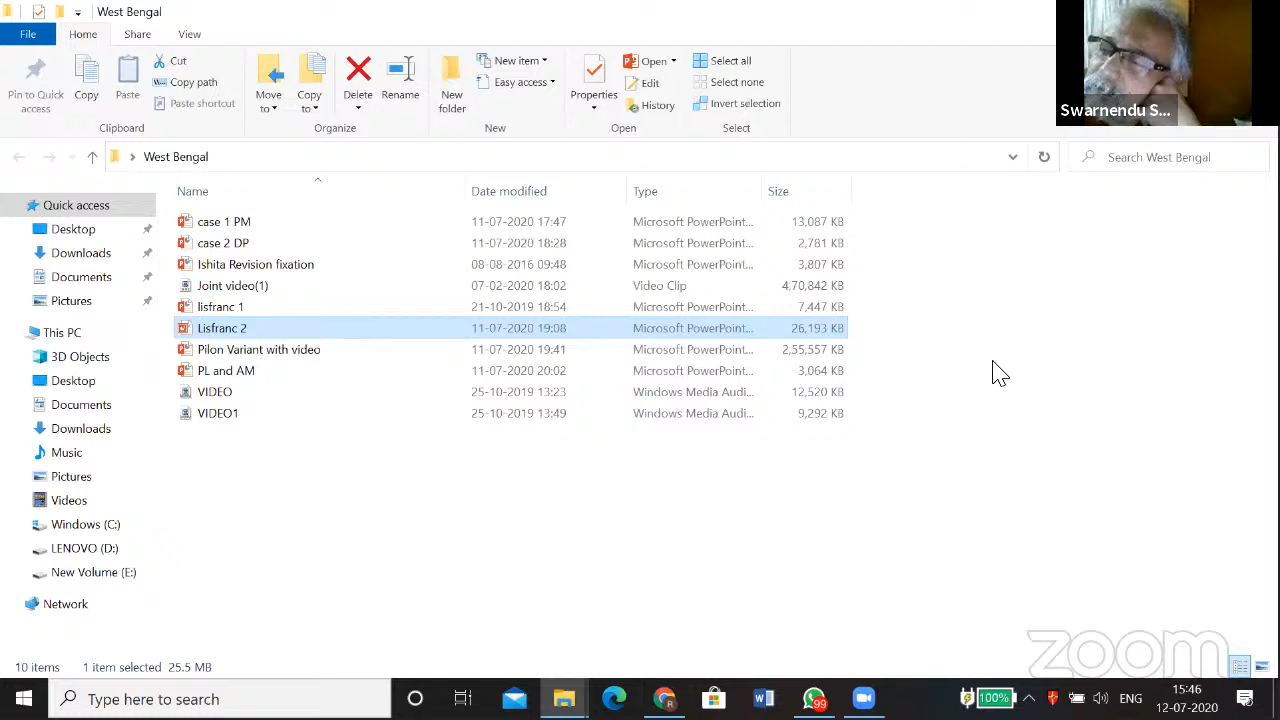 West Bengal
File Home Share View
Pin to Quick access
Copy
Paste
Cut
Copy path
Paste shortcut
Clipboard
Move to
Copy to
Delete
Rename
Organize
New folder
New item
Easy access
New
Properties
Open
Edit
History
Open
Select all
Select none
Invert selection
Select
Swarnendu S...
West Bengal
Search West Bengal
Name Date modified Type Size
case 1 PM 11-07-2020 17:47 Microsoft PowerPoint... 13,087 KB
case 2 DP 11-07-2020 18:28 Microsoft PowerPoint... 2,781 KB
Ishita Revision fixation 08-08-2016 09:48 Microsoft PowerPoint... 3,807 KB
Joint video(1) 07-02-2020 18:02 Video Clip 4,70,842 KB
lisfranc 1 21-10-2019 18:54 Microsoft PowerPoint... 7,447 KB
Lisfranc 2 11-07-2020 19:08 Microsoft PowerPoint... 26,193 KB
Pilon Variant with video 11-07-2020 19:41 Microsoft PowerPoint... 2,55,557 KB
PL and AM 11-07-2020 20:02 Microsoft PowerPoint... 3,064 KB
VIDEO 25-10-2019 13:23 Windows Media Audi... 12,520 KB
VIDEO1 25-10-2019 13:49 Windows Media Audi... 9,292 KB
Quick access
Desktop
Downloads
Documents
Pictures
This PC
3D Objects
Desktop
Documents
Downloads
Music
Pictures
Videos
Windows (C:)
LENOVO (D:)
New Volume (E:)
Network
10 items 1 item selected 25.5 MB
zoom
Type here to search
99
100%
ENG
15:46
12-07-2020